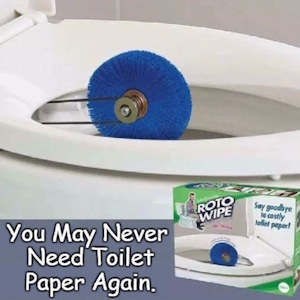 ROTO
WIPE
Say goodbye
to costly
toilet paper!
You May Never
Need Toilet
Paper Again.